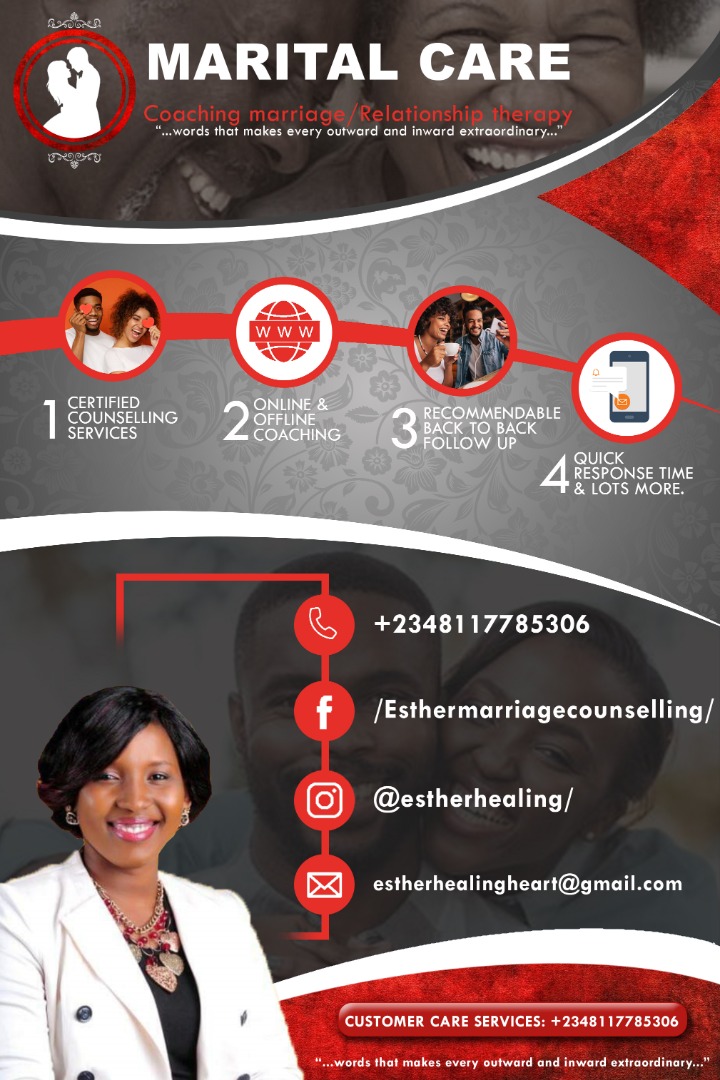 MARITAL CARE
Coaching marriage/Relationship therapy
“...words that makes every outward and inward extraordinary...”
WWW
1 CERTIFIED
COUNSELLING
SERVICES
2 ONLINE &
OFFLINE
COACHING
3 RECOMMENDABLE
BACK TO BACK
FOLLOW UP
4 QUICK
RESPONSE TIME
& LOTS MORE.
+2348117785306
f
/Esthermarriagecounselling/
@estherhealing/
estherhealingheart@gmail.com
CUSTOMER CARE SERVICES: +2348117785306
“...words that makes every outward and inward extraordinary...”